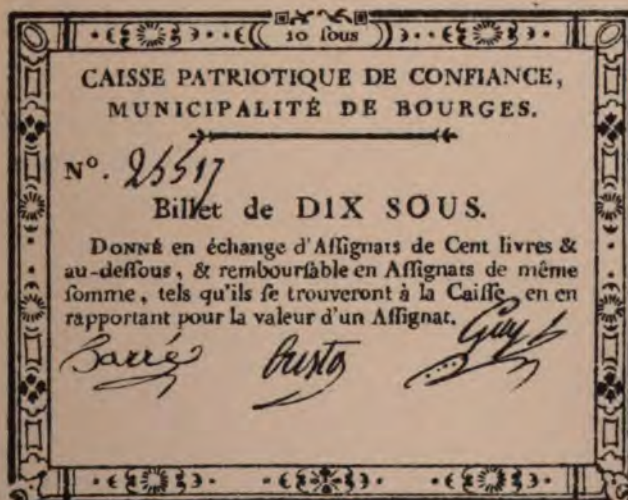 10 ſous
CAISSE PATRIOTIQUE DE CONFIANCE,
MUNICIPALITÉ DE BOURGES.
Nº. 25517
Billet de DIX SOUS.
DONNÉ en échange d'Aſſignats de Cent livres &
au-deſſous, & rembourſable en Aſſignats de même
ſomme, tels qu'ils ſe trouveront à la Caiſſe, en en
rapportant pour la valeur d'un Aſſignat.
Barré